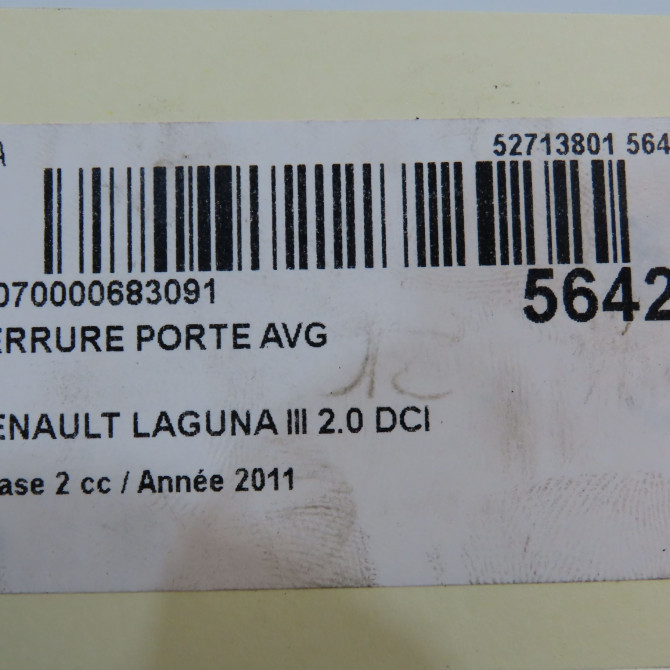 A
52713801 564
070000683091
5642
ERRURE PORTE AVG
ENAULT LAGUNA III 2.0 DCI
ase 2 cc / Année 2011